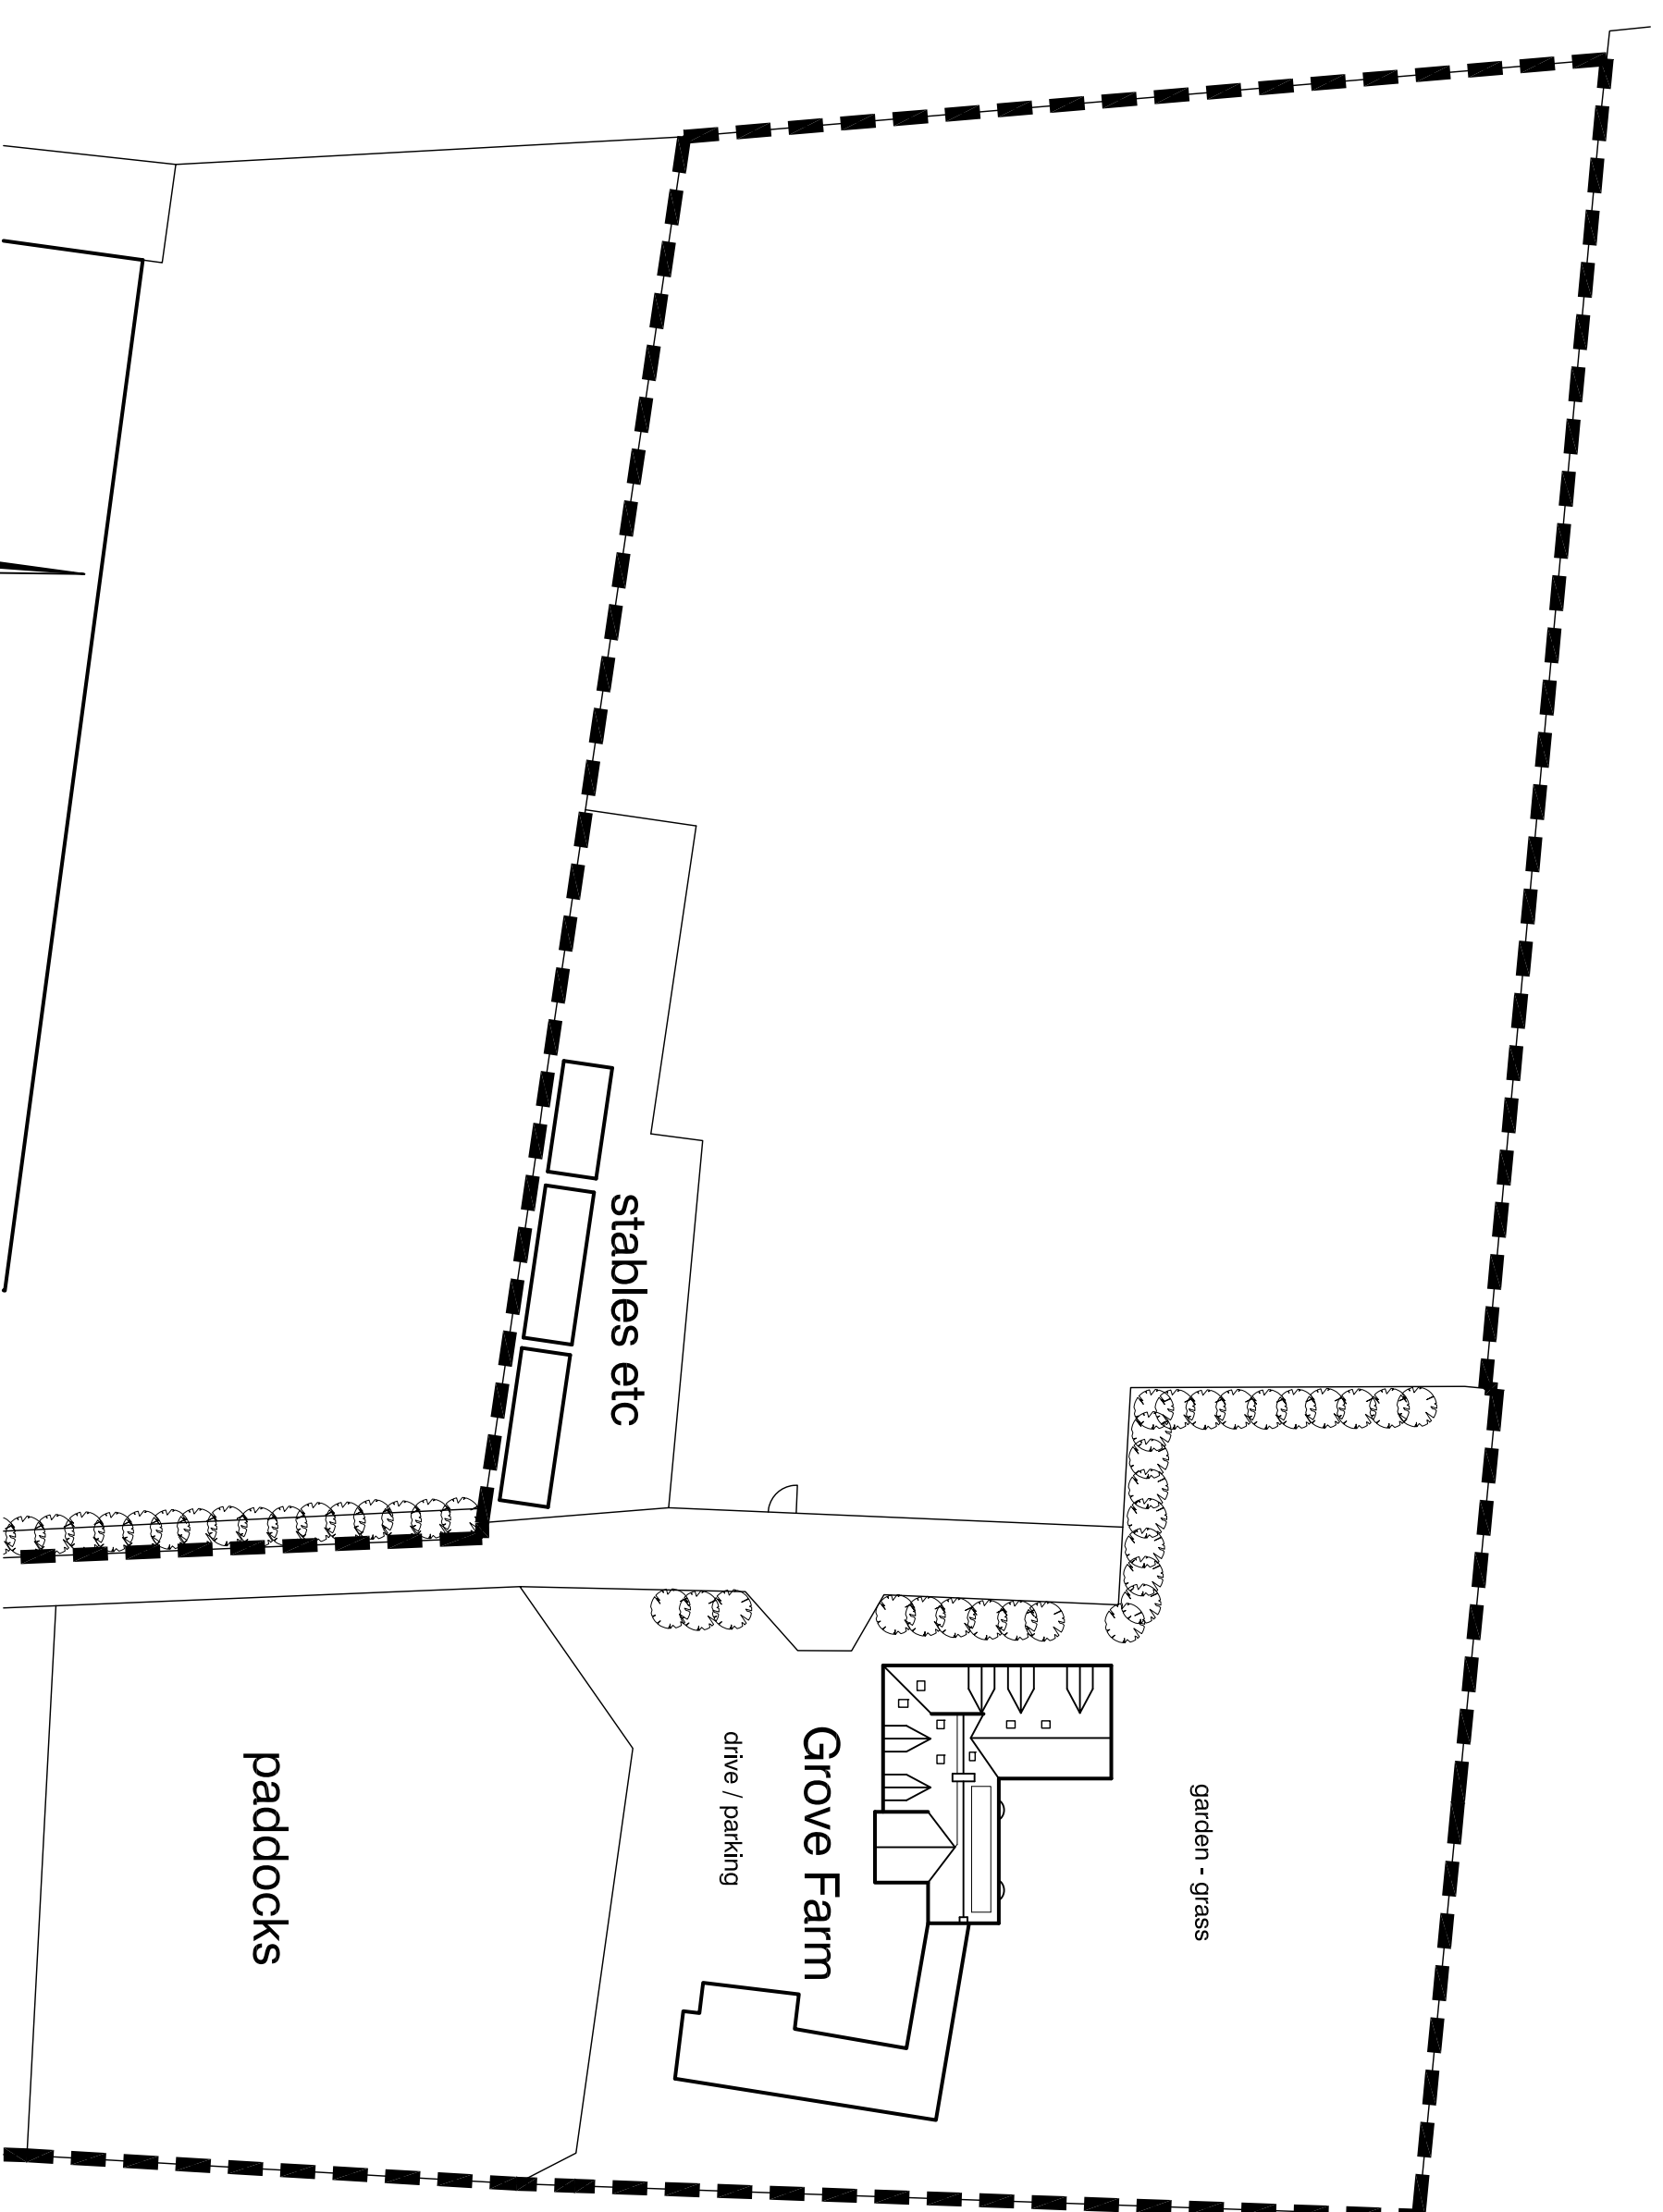 garden - grass
Grove Farm
drive / parking
stables etc
paddocks